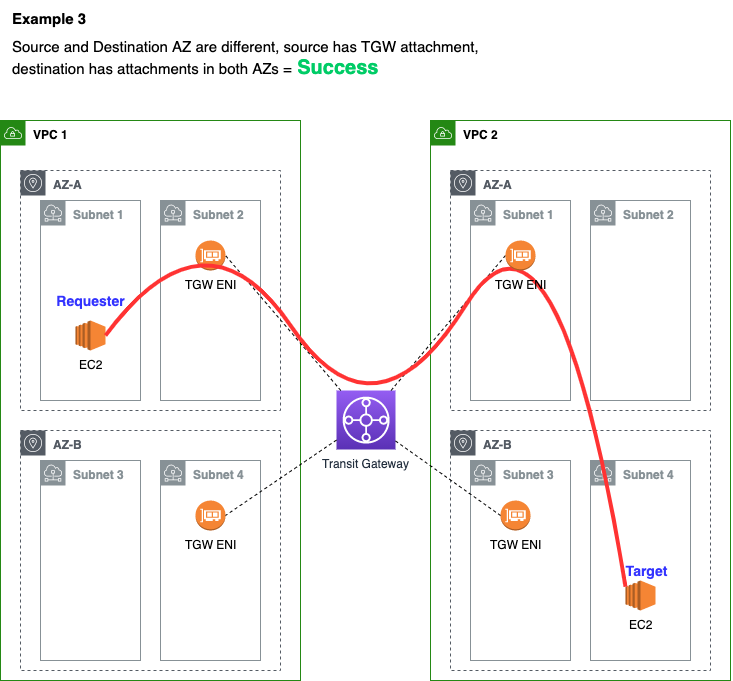 Example 3
Source and Destination AZ are different, source has TGW attachment,
destination has attachments in both AZs = Success
VPC 1
AZ-A
Subnet 1
Subnet 2
TGW ENI
Requester
EC2
AZ-B
Subnet 3
Subnet 4
TGW ENI
Transit Gateway
VPC 2
AZ-A
Subnet 1
Subnet 2
TGW ENI
AZ-B
Subnet 3
Subnet 4
TGW ENI
Target
EC2